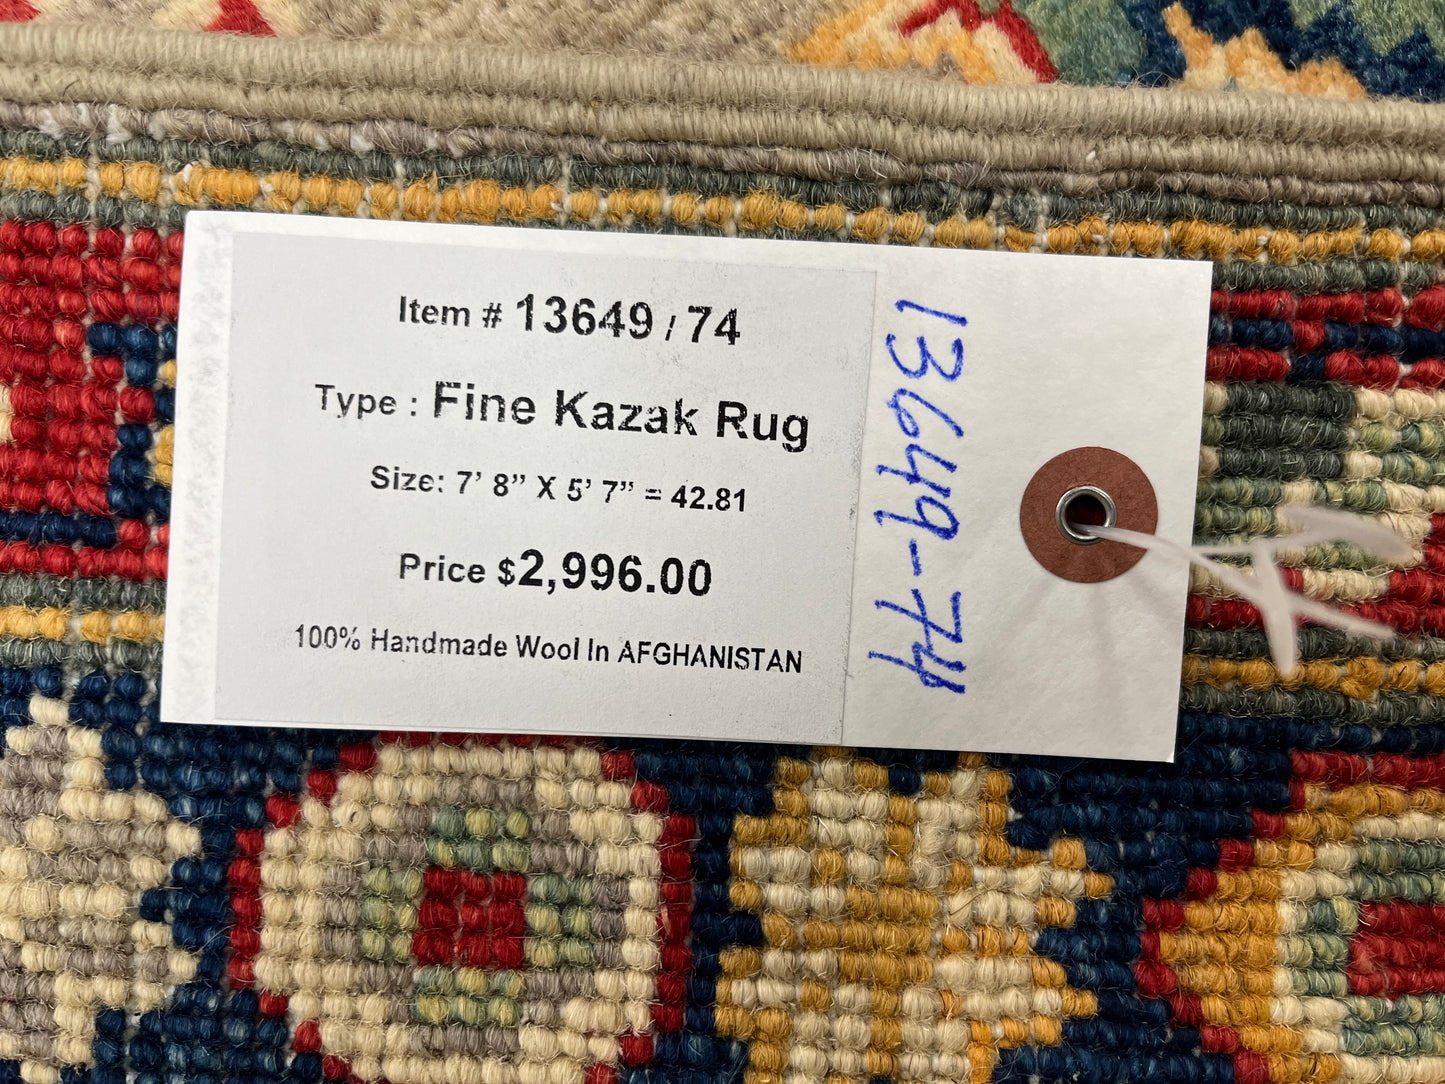 Item # 13649 / 74
Type : Fine Kazak Rug
Size: 7’ 8” X 5’ 7” = 42.81
Price $2,996.00
100% Handmade Wool In AFGHANISTAN
13649-74